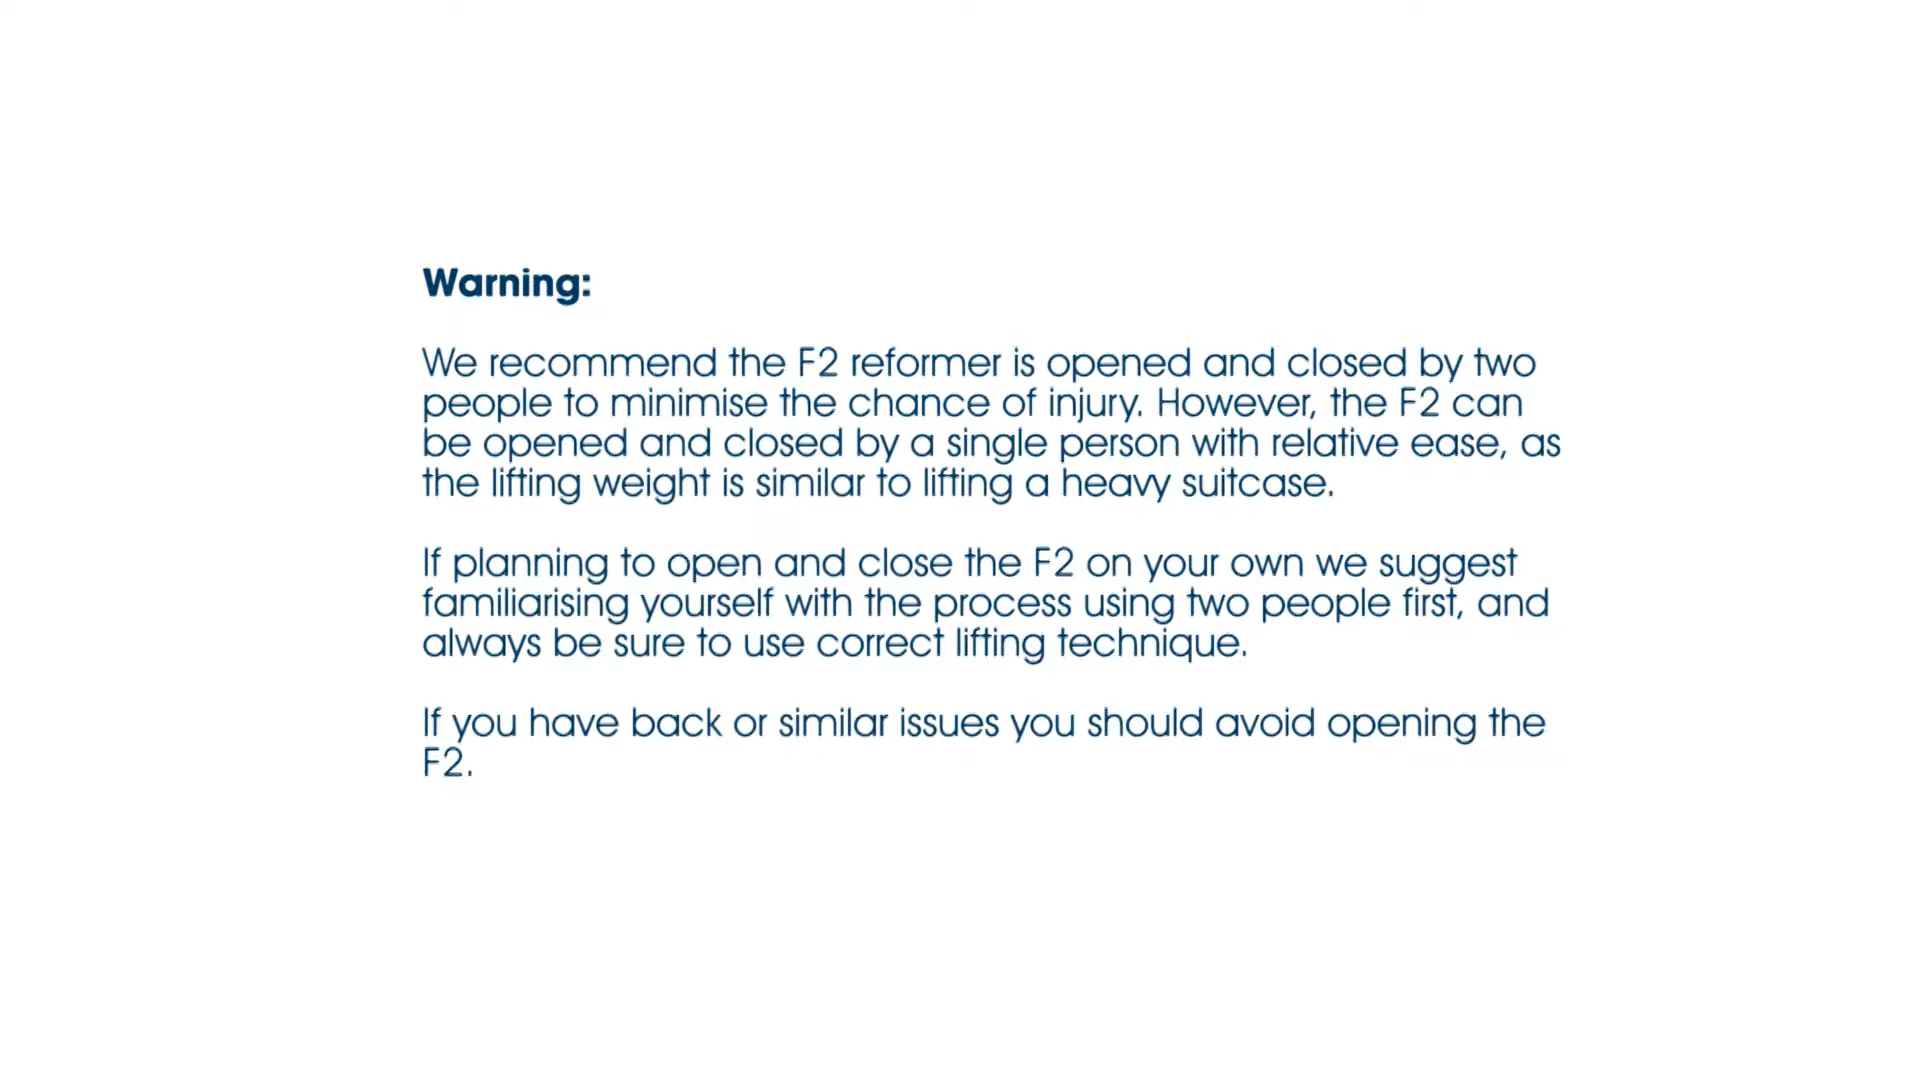 Warning:
We recommend the F2 reformer is opened and closed by two
people to minimise the chance of injury. However, the F2 can
be opened and closed by a single person with relative ease, as
the lifting weight is similar to lifting a heavy suitcase.
If planning to open and close the F2 on your own we suggest
familiarising yourself with the process using two people first, and
always be sure to use correct lifting technique.
If you have back or similar issues you should avoid opening the
F2.